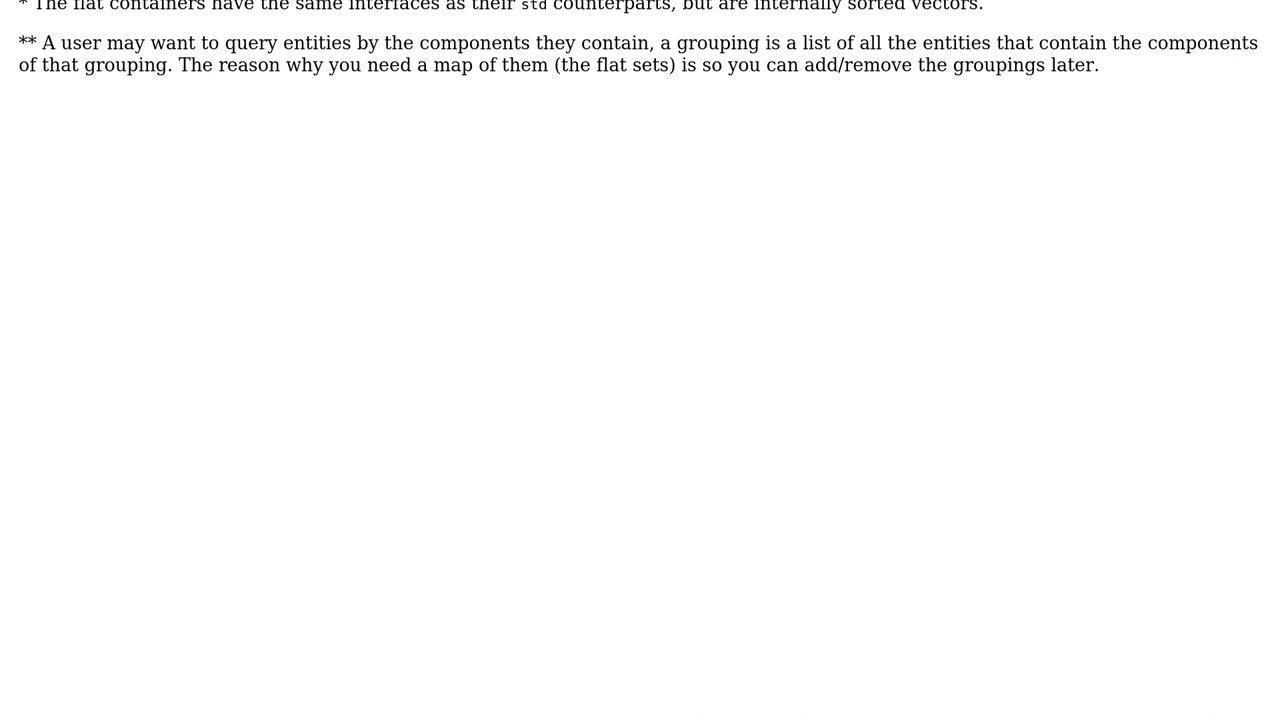 * The flat containers have the same interfaces as their std counterparts, but are internally sorted vectors.
** A user may want to query entities by the components they contain, a grouping is a list of all the entities that contain the components
of that grouping. The reason why you need a map of them (the flat sets) is so you can add/remove the groupings later.